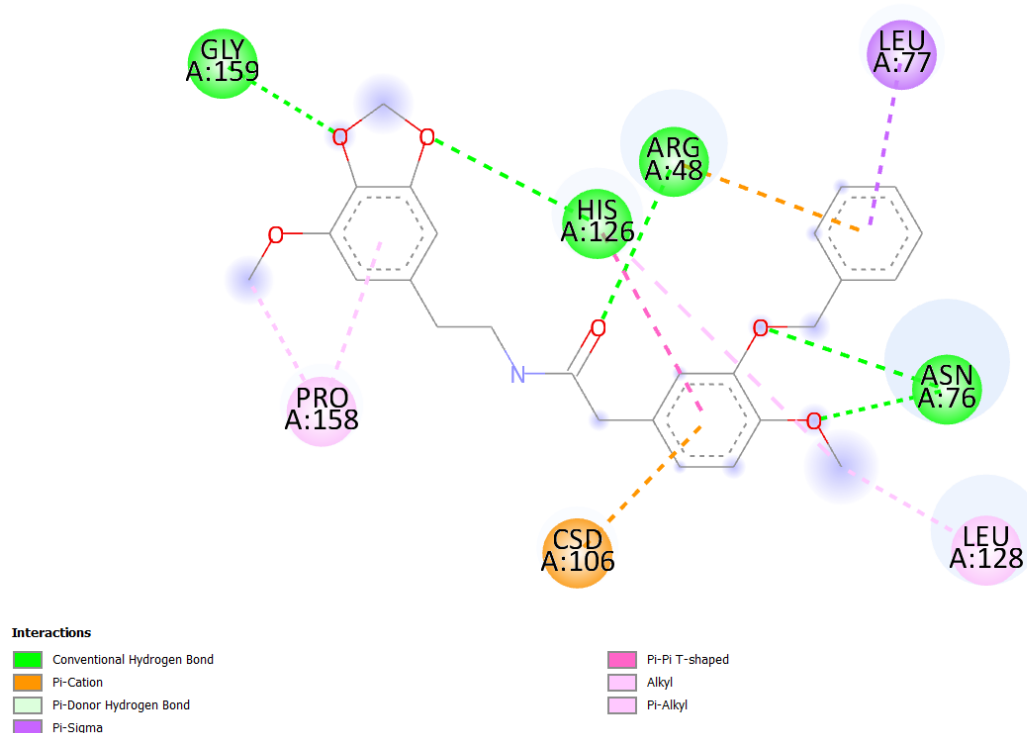 GLY
A:159
LEU
A:77
O
O
ARG
A:48
HIS
A:126
O
O
O
N
ASN
A:76
PRO
A:158
O
CSD
A:106
LEU
A:128
Interactions
Conventional Hydrogen Bond
Pi-Cation
Pi-Donor Hydrogen Bond
Pi-Sigma
Pi-Pi T-shaped
Alkyl
Pi-Alkyl